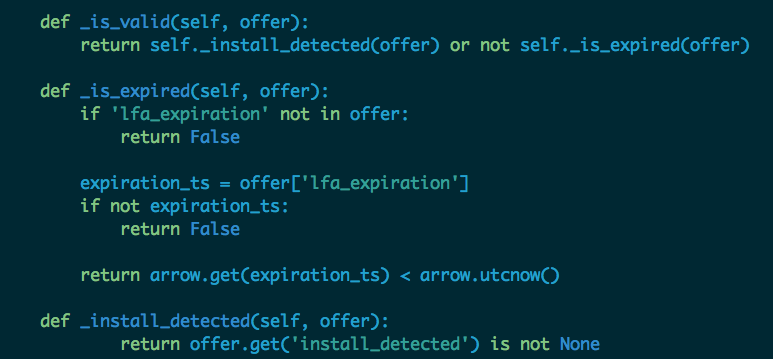 def _is_valid(self, offer):
    return self._install_detected(offer) or not self._is_expired(offer)

def _is_expired(self, offer):
    if 'lfa_expiration' not in offer:
        return False

    expiration_ts = offer['lfa_expiration']
    if not expiration_ts:
        return False

    return arrow.get(expiration_ts) < arrow.utcnow()

def _install_detected(self, offer):
        return offer.get('install_detected') is not None